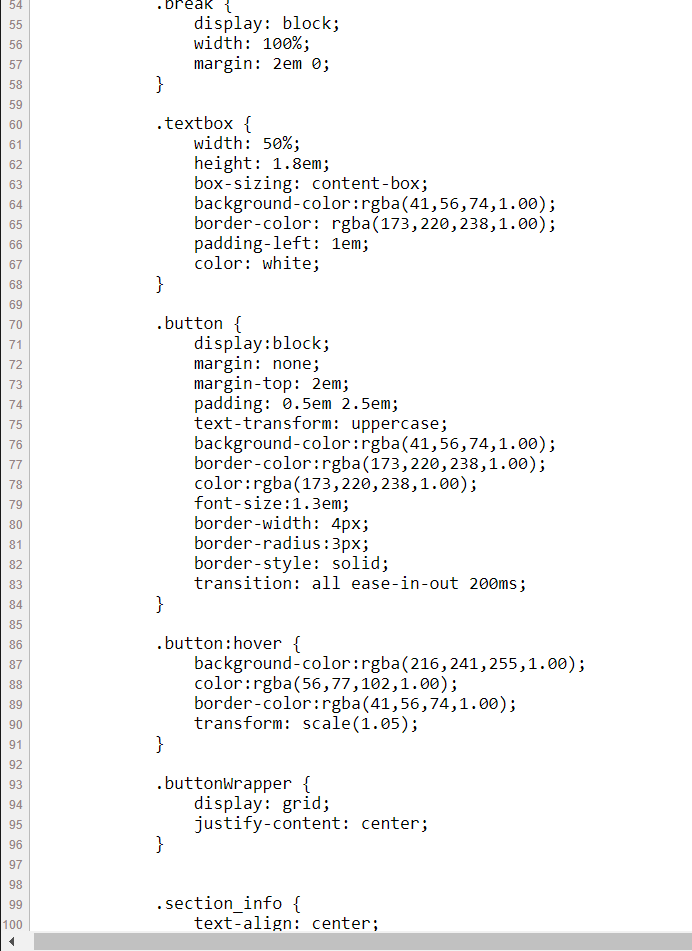 54 .break {
55 display: block;
56 width: 100%;
57 margin: 2em 0;
58 }
59
60 .textbox {
61 width: 50%;
62 height: 1.8em;
63 box-sizing: content-box;
64 background-color:rgba(41,56,74,1.00);
65 border-color: rgba(173,220,238,1.00);
66 padding-left: 1em;
67 color: white;
68 }
69
70 .button {
71 display:block;
72 margin: none;
73 margin-top: 2em;
74 padding: 0.5em 2.5em;
75 text-transform: uppercase;
76 background-color:rgba(41,56,74,1.00);
77 border-color:rgba(173,220,238,1.00);
78 color:rgba(173,220,238,1.00);
79 font-size:1.3em;
80 border-width: 4px;
81 border-radius:3px;
82 border-style: solid;
83 transition: all ease-in-out 200ms;
84 }
85
86 .button:hover {
87 background-color:rgba(216,241,255,1.00);
88 color:rgba(56,77,102,1.00);
89 border-color:rgba(41,56,74,1.00);
90 transform: scale(1.05);
91 }
92
93 .buttonWrapper {
94 display: grid;
95 justify-content: center;
96 }
97
98
99 .section_info {
100 text-align: center;